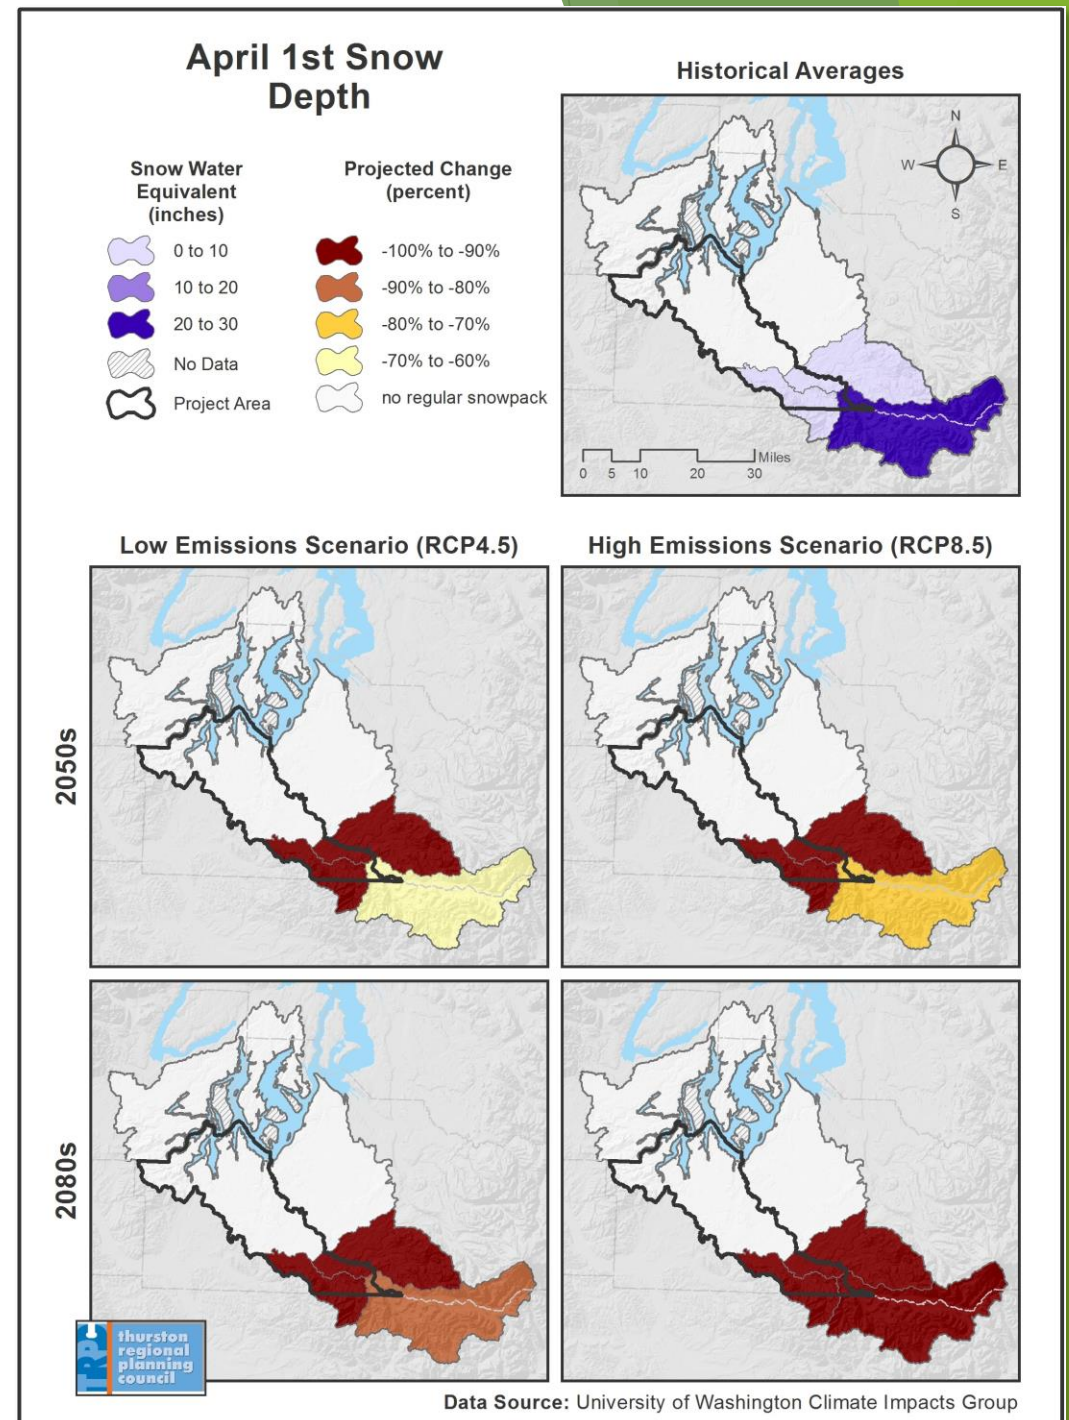 April 1st Snow
Depth
Snow Water
Equivalent
(inches)
0 to 10
10 to 20
20 to 30
No Data
Project Area
Projected Change
(percent)
-100% to -90%
-90% to -80%
-80% to -70%
-70% to -60%
no regular snowpack
Historical Averages
N
W E
S
Miles
0 5 10 20 30
Low Emissions Scenario (RCP4.5)
High Emissions Scenario (RCP8.5)
2050s
2080s
TRPC
thurston
regional
planning
council
Data Source: University of Washington Climate Impacts Group